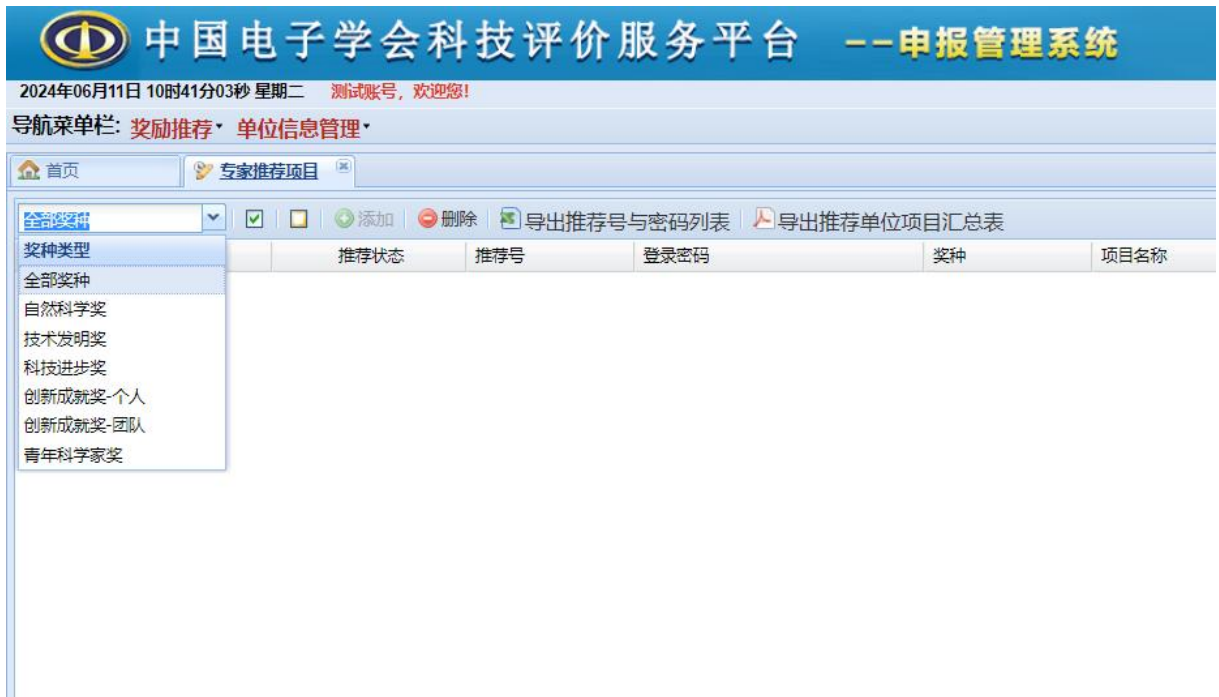 中国电子学会科技评价服务平台 --申报管理系统
2024年06月11日 10时41分03秒 星期二 测试账号，欢迎您!
导航菜单栏: 奖励推荐 单位信息管理
首页 专家推荐项目
全部奖种 添加 删除 导出推荐号与密码列表 导出推荐单位项目汇总表
奖种类型 推荐状态 推荐号 登录密码 奖种 项目名称
全部奖种
自然科学奖
技术发明奖
科技进步奖
创新成就奖-个人
创新成就奖-团队
青年科学家奖